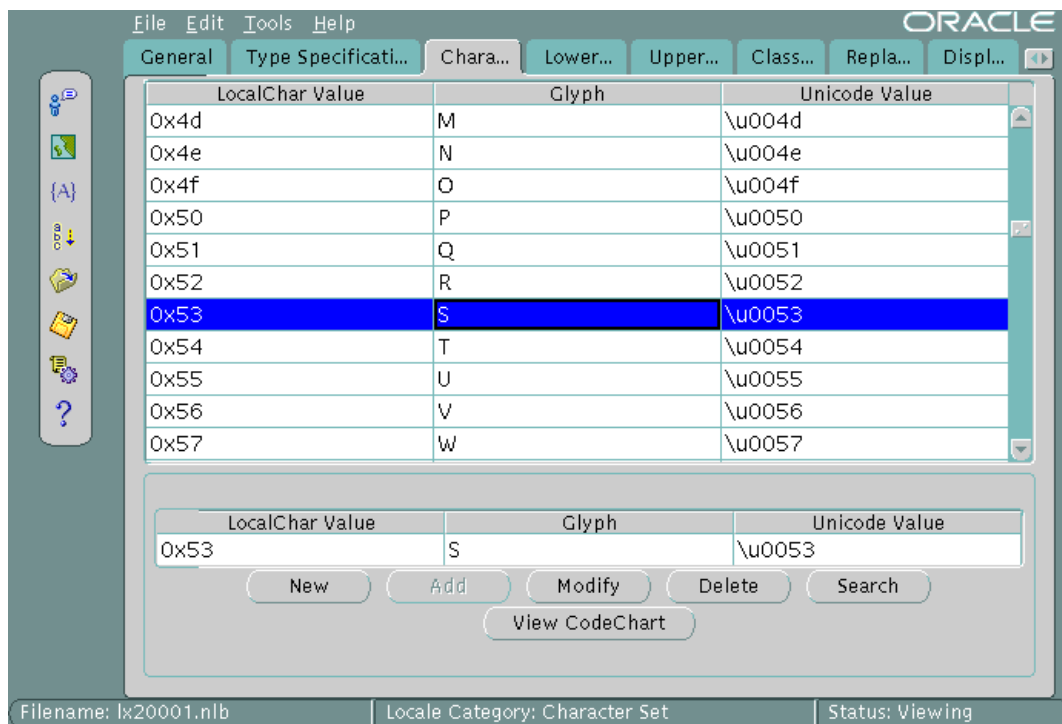 File Edit Tools Help ORACLE
General Type Specificati... Chara... Lower... Upper... Class... Repla... Displ...
LocalChar Value Glyph Unicode Value
0x4d M \u004d
0x4e N \u004e
0x4f O \u004f
0x50 P \u0050
0x51 Q \u0051
0x52 R \u0052
0x53 S \u0053
0x54 T \u0054
0x55 U \u0055
0x56 V \u0056
0x57 W \u0057
{A}
a
b
c
?
LocalChar Value Glyph Unicode Value
0x53 S \u0053
New Add Modify Delete Search
View CodeChart
Filename: lx20001.nlb Locale Category: Character Set Status: Viewing